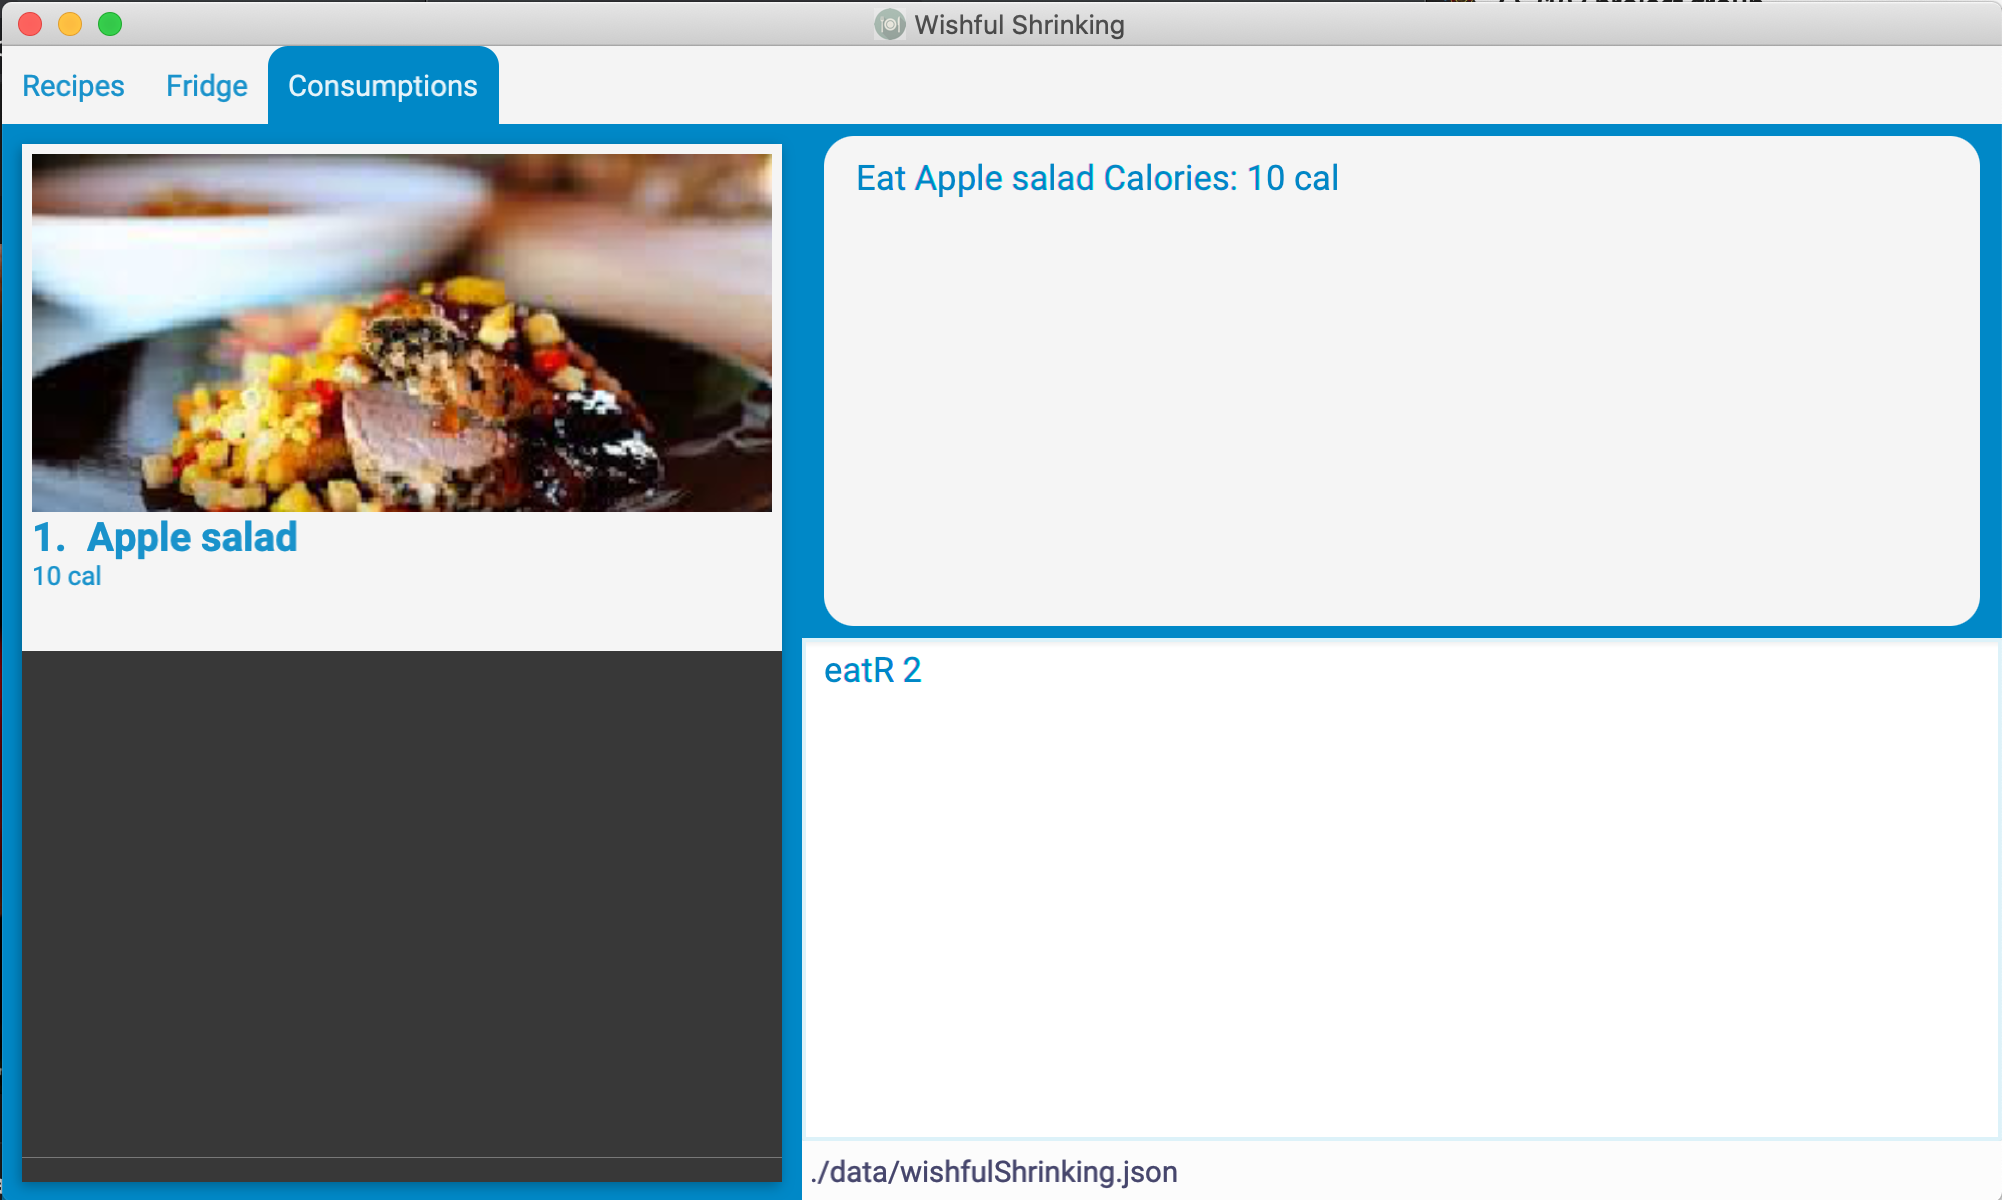 Wishful Shrinking
Recipes Fridge Consumptions
1. Apple salad
10 cal
Eat Apple salad Calories: 10 cal
eatR 2
./data/wishfulShrinking.json